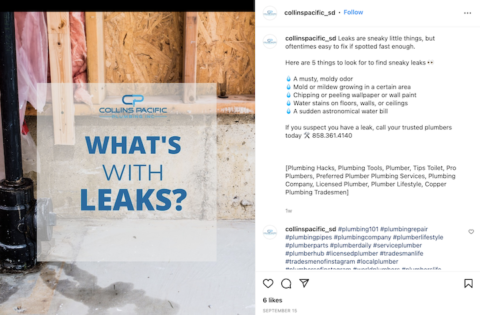 COLLINS PACIFIC
WHAT'S
WITH
LEAKS?
collinspacific_sd • Follow
collinspacific_sd Leaks are sneaky little things, but
oftentimes easy to fix if spotted fast enough.
Here are 5 things to look for to find sneaky leaks 👀
💧 A musty, moldy odor
💧 Mold or mildew growing in a certain area
💧 Chipping or peeling wallpaper or wall paint
💧 Water stains on floors, walls, or ceilings
💧 A sudden astronomical water bill
If you suspect you have a leak, call your trusted plumbers
today 🛠 858.361.4140
[Plumbing Hacks, Plumbing Tools, Plumber, Tips Toilet, Pro
Plumbers, Preferred Plumber Plumbing Services, Plumbing
Company, Licensed Plumber, Plumber Lifestyle, Copper
Plumbing Tradesmen]
1w
collinspacific_sd #plumbing101 #plumbingrepair
#plumbingpipes #plumbingcompany #plumberlifestyle
#plumberparts #plumberdaily #serviceplumber
#plumberhub #licensedplumber #tradesmanlife
#tradesmenofinstagram #localplumber
6 likes
SEPTEMBER 15